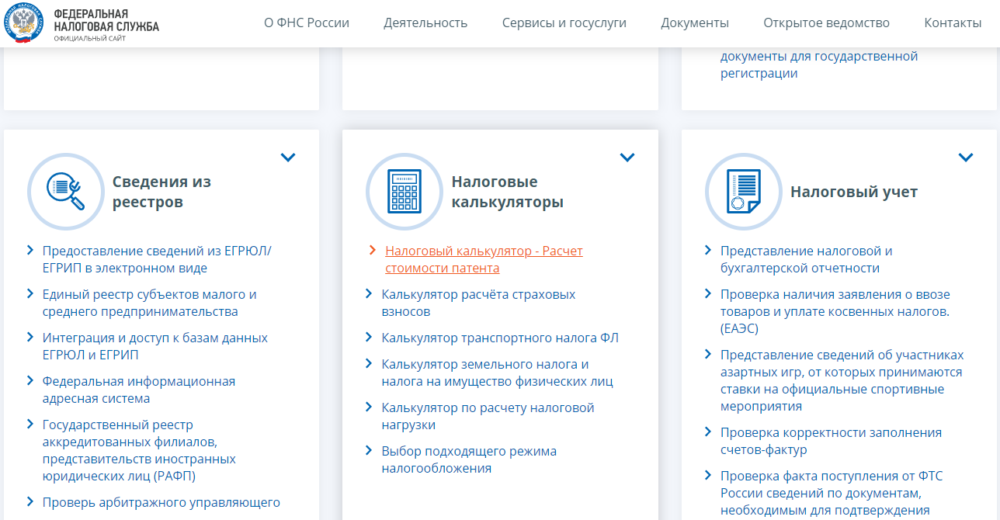 ФЕДЕРАЛЬНАЯ
НАЛОГОВАЯ СЛУЖБА
ОФИЦИАЛЬНЫЙ САЙТ
О ФНС России
Деятельность
Сервисы и госуслуги
Документы
Открытое ведомство
Контакты
документы для государственной
регистрации
Сведения из
реестров
Предоставление сведений из ЕГРЮЛ/
ЕГРИП в электронном виде
Единый реестр субъектов малого и
среднего предпринимательства
Интеграция и доступ к базам данных
ЕГРЮЛ и ЕГРИП
Федеральная информационная
адресная система
Государственный реестр
аккредитованных филиалов,
представительств иностранных
юридических лиц (РАФП)
Проверь арбитражного управляющего
Налоговые
калькуляторы
Налоговый калькулятор - Расчет
стоимости патента
Калькулятор расчёта страховых
взносов
Калькулятор транспортного налога ФЛ
Калькулятор земельного налога и
налога на имущество физических лиц
Калькулятор по расчету налоговой
нагрузки
Выбор подходящего режима
налогообложения
Налоговый учет
Представление налоговой и
бухгалтерской отчетности
Проверка наличия заявления о ввозе
товаров и уплате косвенных налогов.
(ЕАЭС)
Представление сведений об участниках
азартных игр, от которых принимаются
ставки на официальные спортивные
мероприятия
Проверка корректности заполнения
счетов-фактур
Проверка факта поступления от ФТС
России сведений по документам,
необходимым для подтверждения